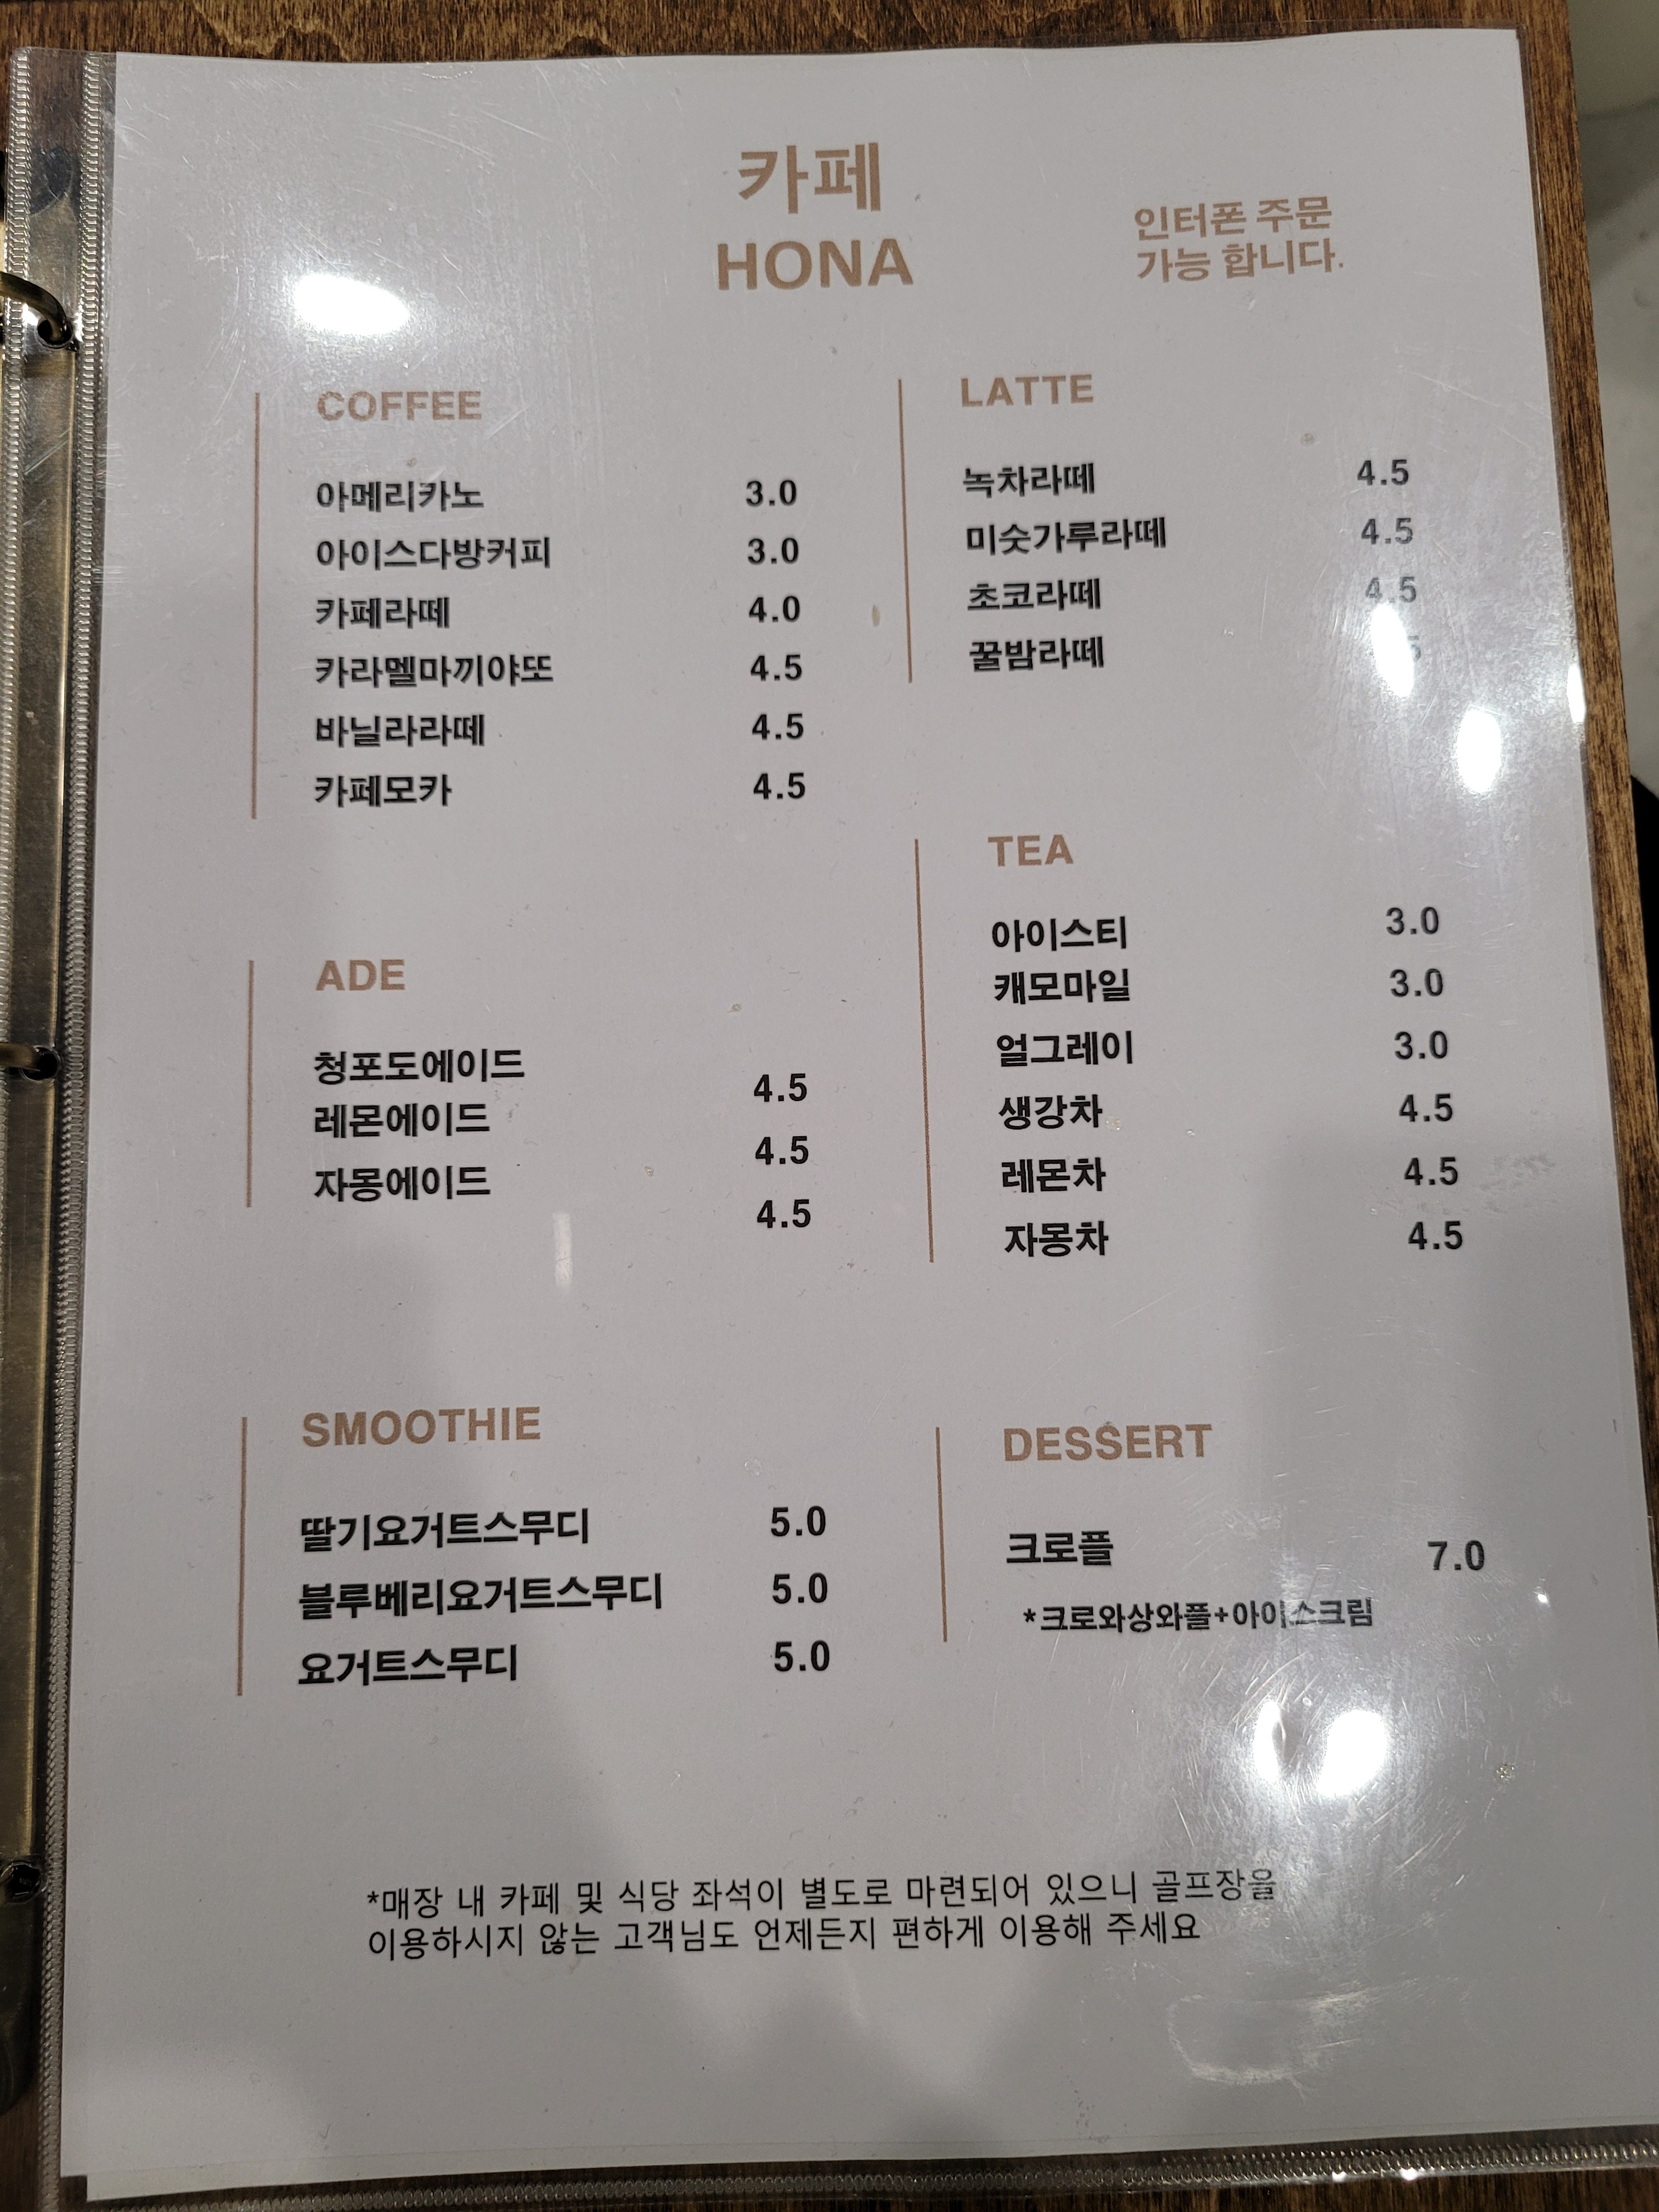 카페
HONA
인터폰 주문
가능 합니다.
COFFEE
아메리카노 3.0
아이스다방커피 3.0
카페라떼 4.0
카라멜마끼야또 4.5
바닐라라떼 4.5
카페모카 4.5
LATTE
녹차라떼 4.5
미숫가루라떼 4.5
초코라떼 4.5
꿀밤라떼
ADE
청포도에이드 4.5
레몬에이드 4.5
자몽에이드 4.5
TEA
아이스티 3.0
캐모마일 3.0
얼그레이 3.0
생강차 4.5
레몬차 4.5
자몽차 4.5
SMOOTHIE
딸기요거트스무디 5.0
블루베리요거트스무디 5.0
요거트스무디 5.0
DESSERT
크로플 7.0
*크로와상와플+아이스크림
*매장 내 카페 및 식당 좌석이 별도로 마련되어 있으니 골프장을
이용하시지 않는 고객님도 언제든지 편하게 이용해 주세요